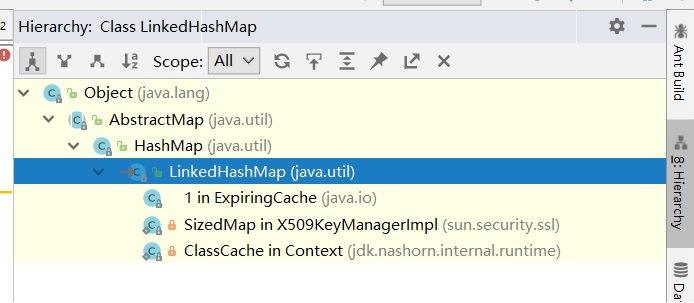 2
Hierarchy: Class LinkedHashMap
Scope: All
Object (java.lang)
AbstractMap (java.util)
HashMap (java.util)
LinkedHashMap (java.util)
1 in ExpiringCache (java.io)
SizedMap in X509KeyManagerImpl (sun.security.ssl)
ClassCache in Context (jdk.nashorn.internal.runtime)
Ant Build
8: Hierarchy